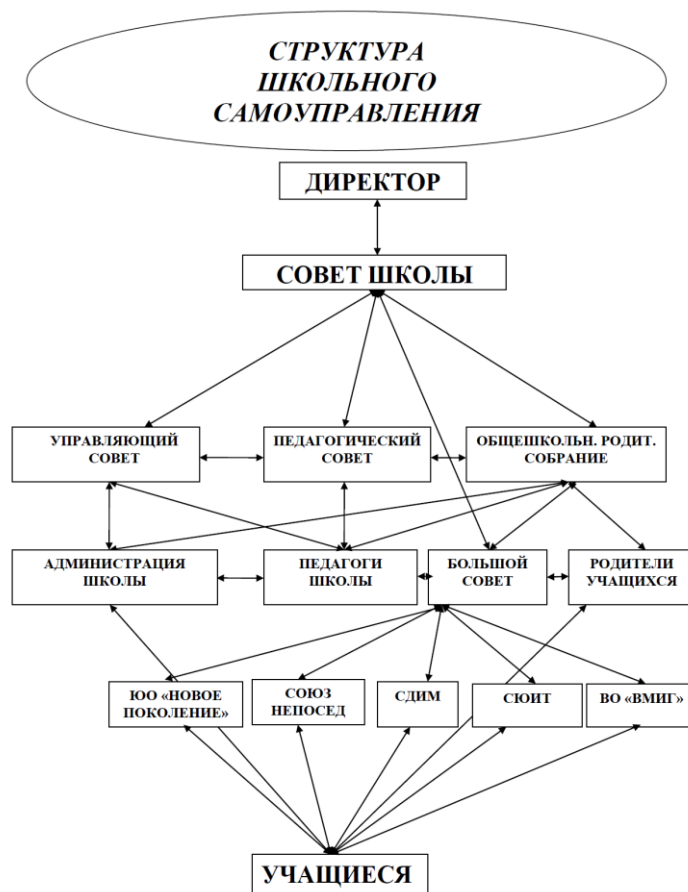 СТРУКТУРА
ШКОЛЬНОГО
САМОУПРАВЛЕНИЯ
ДИРЕКТОР
СОВЕТ ШКОЛЫ
УПРАВЛЯЮЩИЙ
СОВЕТ
ПЕДАГОГИЧЕСКИЙ
СОВЕТ
ОБЩЕШКОЛЬН. РОДИТ.
СОБРАНИЕ
АДМИНИСТРАЦИЯ
ШКОЛЫ
ПЕДАГОГИ
ШКОЛЫ
БОЛЬШОЙ
СОВЕТ
РОДИТЕЛИ
УЧАЩИХСЯ
ЮО «НОВОЕ
ПОКОЛЕНИЕ»
СОЮЗ
НЕПОСЕД
СДИМ
СЮИТ
ВО «ВМИГ»
УЧАЩИЕСЯ